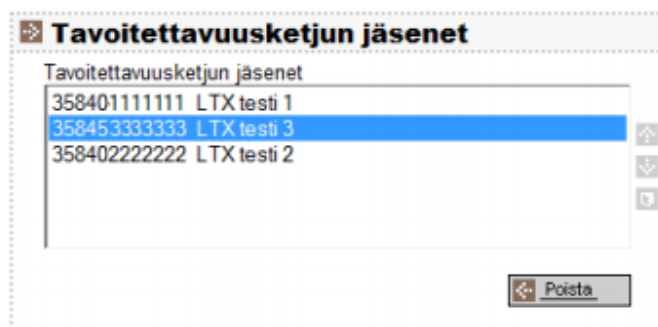 Tavoitettavuusketjun jäsenet
Tavoitettavuusketjun jäsenet
358401111111 LTX testi 1
358453333333 LTX testi 3
358402222222 LTX testi 2
Poista